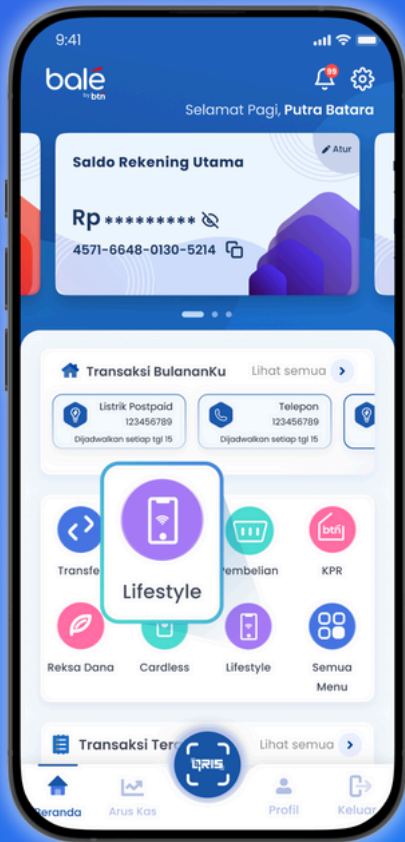 9:41
balé
by btn
99
Selamat Pagi, Putra Batara
Saldo Rekening Utama
Atur
Rp *********
4571-6648-0130-5214
Transaksi BulananKu
Lihat semua
Listrik Postpaid
123456789
Dijadwalkan setiap tgl 15
Telepon
123456789
Dijadwalkan setiap tgl 15
Lifestyle
Transfe
embelian
btn
KPR
Reksa Dana
Cardless
Lifestyle
Semua
Menu
Transaksi Ter
Lihat semua
QRIS
Beranda
Arus Kas
Profil
Keluar